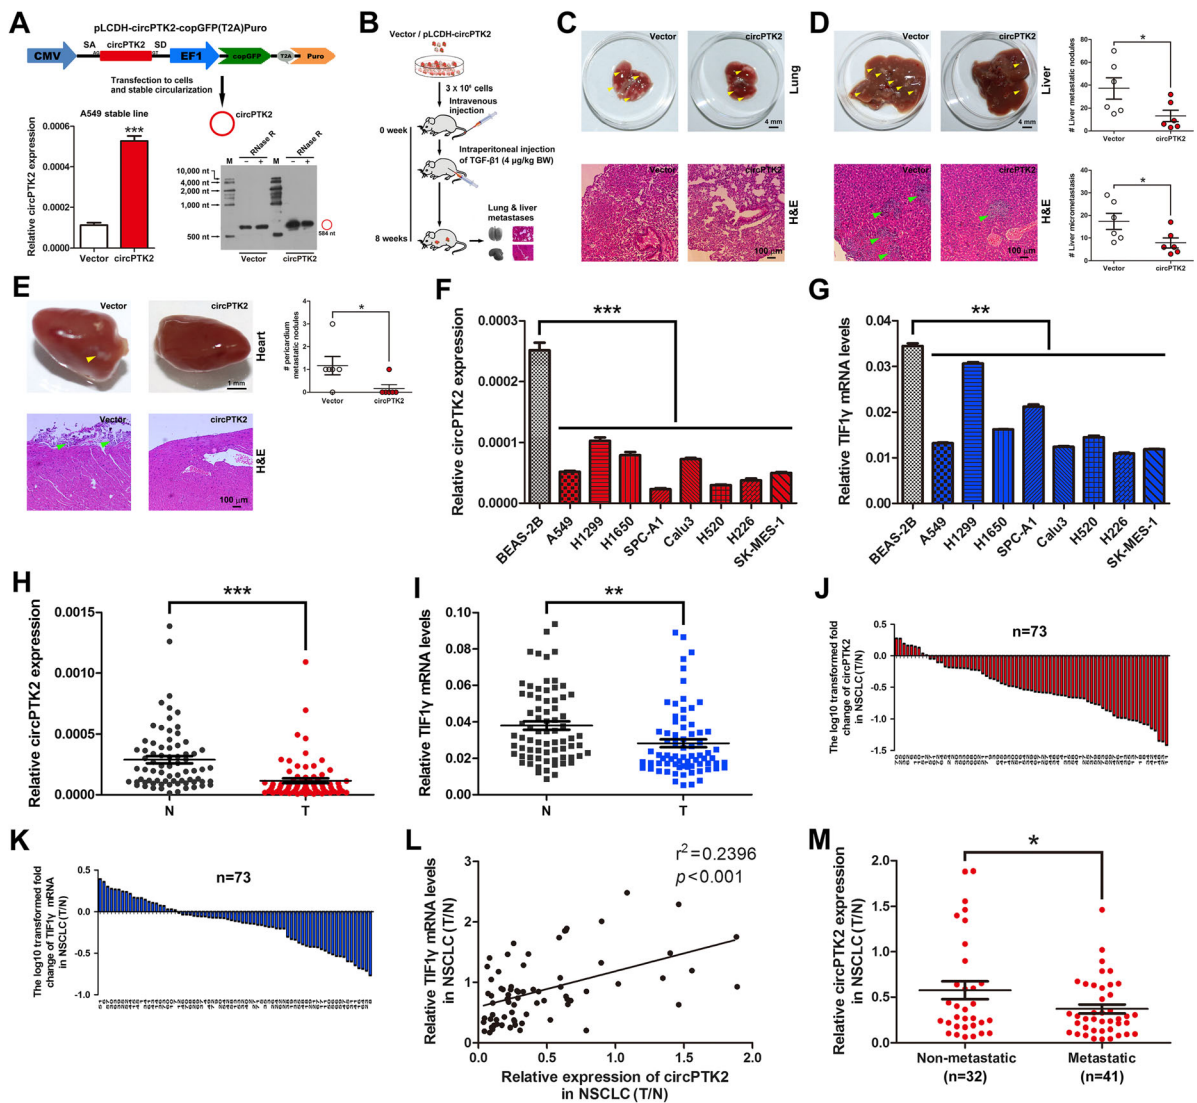 A
pLCDH-circPTK2-copGFP(T2A)Puro
CMV
SA
AG
circPTK2
SD
GT
EF1
copGFP
T2A
Puro
Transfection to cells
and stable circularization
circPTK2
A549 stable line
***
Relative circPTK2 expression
0.0006
0.0004
0.0002
0.0000
Vector
circPTK2
RNase R
RNase R
M
–
+
M
–
+
10,000 nt
4,000 nt
2,000 nt
1,000 nt
500 nt
584 nt
Vector
circPTK2
B
Vector / pLCDH-circPTK2
3 x 10⁶ cells
Intravenous
injection
0 week
Intraperitoneal injection
of TGF-β1 (4 μg/kg BW)
8 weeks
Lung & liver
metastases
C
Vector
circPTK2
Lung
4 mm
Vector
circPTK2
H&E
100 μm
D
Vector
circPTK2
Liver
4 mm
Vector
circPTK2
H&E
100 μm
# Liver metastatic nodules
80
60
40
20
0
*
Vector
circPTK2
# Liver micrometastasis
40
30
20
10
0
*
Vector
circPTK2
E
Vector
circPTK2
Heart
1 mm
Vector
circPTK2
H&E
100 μm
# pericardium
metastatic nodules
4
3
2
1
0
*
Vector
circPTK2
F
Relative circPTK2 expression
0.0003
0.0002
0.0001
0.0000
***
BEAS-2B
A549
H1299
H1650
SPC-A1
Calu3
H520
H226
SK-MES-1
G
Relative TIF1γ mRNA levels
0.04
0.03
0.02
0.01
0.00
**
BEAS-2B
A549
H1299
H1650
SPC-A1
Calu3
H520
H226
SK-MES-1
H
Relative circPTK2 expression
0.0015
0.0010
0.0005
0.0000
***
N
T
I
Relative TIF1γ mRNA levels
0.10
0.08
0.06
0.04
0.02
0.00
**
N
T
J
The log10 transformed fold
change of circPTK2
in NSCLC (T/N)
0.5
0.0
-0.5
-1.0
-1.5
n=73
K
The log10 transformed fold
change of TIF1γ mRNA
in NSCLC (T/N)
0.5
0.0
-0.5
-1.0
n=73
L
Relative TIF1γ mRNA levels
in NSCLC (T/N)
3
2
1
0
r²=0.2396
p<0.001
0.0
0.5
1.0
1.5
2.0
Relative expression of circPTK2
in NSCLC (T/N)
M
Relative circPTK2 expression
in NSCLC (T/N)
2.0
1.5
1.0
0.5
0.0
*
Non-metastatic
(n=32)
Metastatic
(n=41)